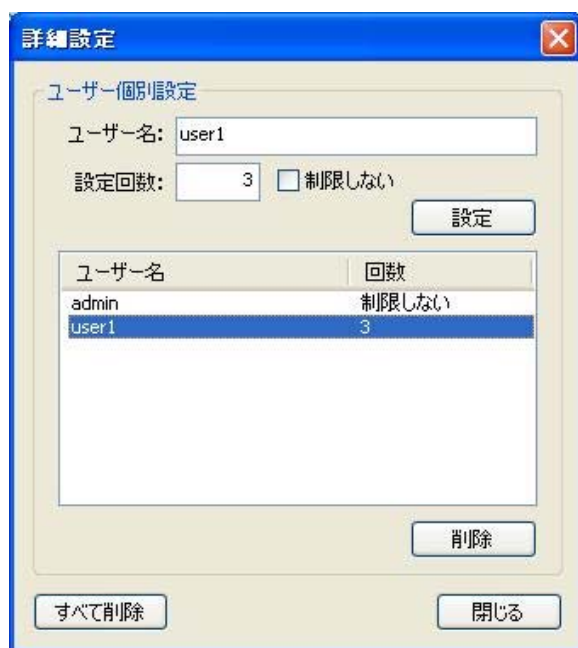 詳細設定
ユーザー個別設定
ユーザー名: user1
設定回数: 3 制限しない
設定
ユーザー名 回数
admin 制限しない
user1 3
削除
すべて削除 閉じる